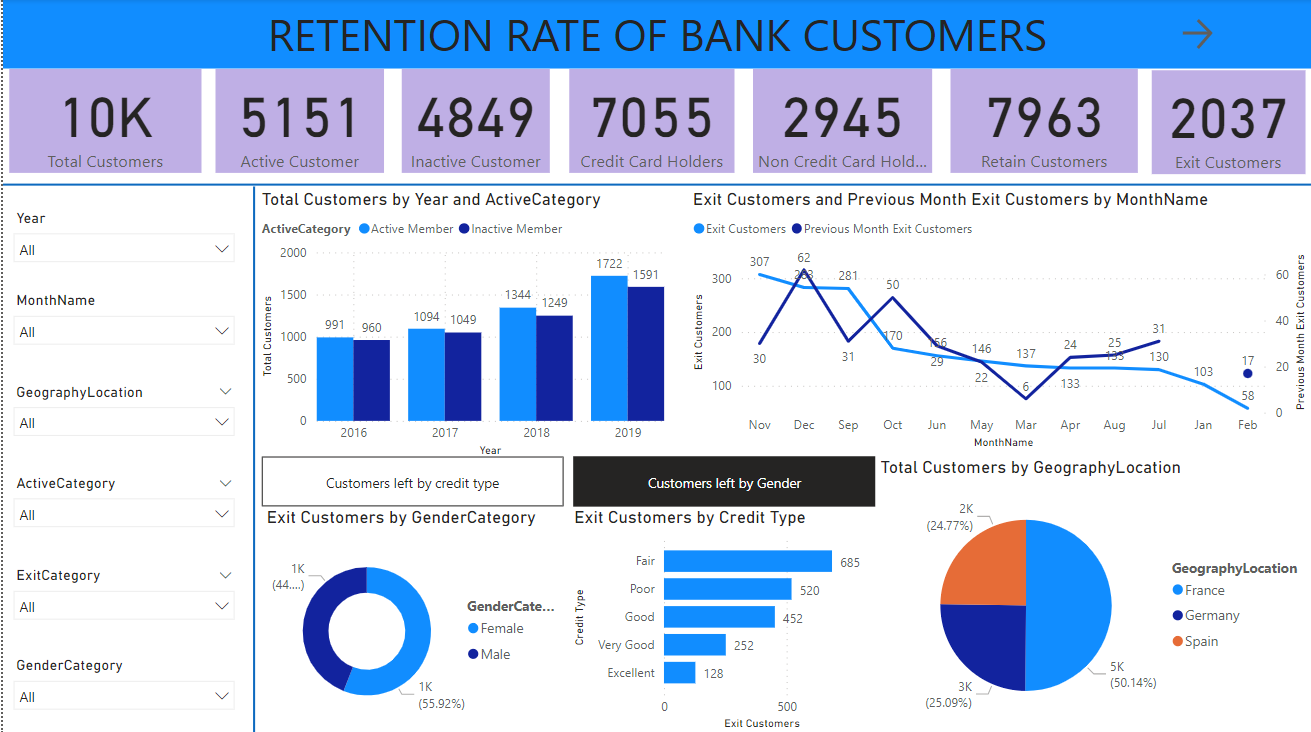 RETENTION RATE OF BANK CUSTOMERS
10K
Total Customers
5151
Active Customer
4849
Inactive Customer
7055
Credit Card Holders
2945
Non Credit Card Hold...
7963
Retain Customers
2037
Exit Customers
Year
All
MonthName
All
GeographyLocation
All
ActiveCategory
All
ExitCategory
All
GenderCategory
All
Total Customers by Year and ActiveCategory
ActiveCategory Active Member Inactive Member
Total Customers
2000
1500
1000
500
0
991 960
1094 1049
1344 1249
1722 1591
2016 2017 2018 2019
Year
Exit Customers and Previous Month Exit Customers by MonthName
Exit Customers Previous Month Exit Customers
Exit Customers
300
200
100
307 281 170 156 146 137 133 133 130 103 58
30 62 31 50 29 22 6 24 25 31 17
60
40
20
0
Previous Month Exit Customers
Nov Dec Sep Oct Jun May Mar Apr Aug Jul Jan Feb
MonthName
Customers left by credit type
Customers left by Gender
Exit Customers by GenderCategory
1K
(44....)
1K
(55.92%)
GenderCate...
Female
Male
Exit Customers by Credit Type
Credit Type
Fair 685
Poor 520
Good 452
Very Good 252
Excellent 128
0 500
Exit Customers
Total Customers by GeographyLocation
2K
(24.77%)
3K
(25.09%)
5K
(50.14%)
GeographyLocation
France
Germany
Spain